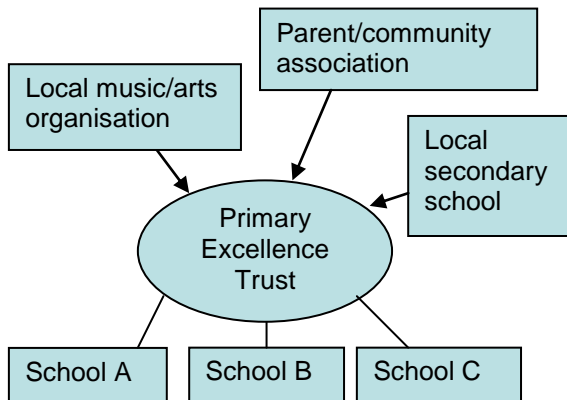 Parent/community
association
Local music/arts
organisation
Local
secondary
school
Primary
Excellence
Trust
School A
School B
School C